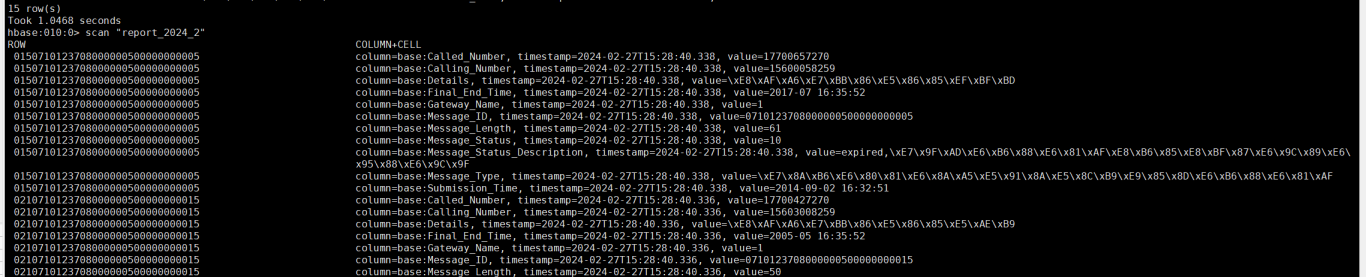 15 row(s)
Took 1.0468 seconds
hbase:010:0> scan "report_2024_2"
ROW COLUMN+CELL
0150710123708000000500000000005 column=base:Called_Number, timestamp=2024-02-27T15:28:40.338, value=17700657270
0150710123708000000500000000005 column=base:Calling_Number, timestamp=2024-02-27T15:28:40.338, value=15600058259
0150710123708000000500000000005 column=base:Details, timestamp=2024-02-27T15:28:40.338, value=\xE8\xAF\xA6\xE7\xBB\x86\xE5\x86\x85\xEF\xBF\xBD
0150710123708000000500000000005 column=base:Final_End_Time, timestamp=2024-02-27T15:28:40.338, value=2017-07 16:35:52
0150710123708000000500000000005 column=base:Gateway_Name, timestamp=2024-02-27T15:28:40.338, value=1
0150710123708000000500000000005 column=base:Message_ID, timestamp=2024-02-27T15:28:40.338, value=0710123708000000500000000005
0150710123708000000500000000005 column=base:Message_Length, timestamp=2024-02-27T15:28:40.338, value=61
0150710123708000000500000000005 column=base:Message_Status, timestamp=2024-02-27T15:28:40.338, value=10
0150710123708000000500000000005 column=base:Message_Status_Description, timestamp=2024-02-27T15:28:40.338, value=expired,\xE7\x9F\xAD\xE6\xB6\x88\xE6\x81\xAF\xE8\xB6\x85\xE8\xBF\x87\xE6\x9C\x89\xE6\
x95\x88\xE6\x9C\x9F
0150710123708000000500000000005 column=base:Message_Type, timestamp=2024-02-27T15:28:40.338, value=\xE7\x8A\xB6\xE6\x80\x81\xE6\x8A\xA5\xE5\x91\x8A\xE5\x8C\xB9\xE9\x85\x8D\xE6\xB6\x88\xE6\x81\xAF
0150710123708000000500000000005 column=base:Submission_Time, timestamp=2024-02-27T15:28:40.338, value=2014-09-02 16:32:51
0210710123708000000500000000015 column=base:Called_Number, timestamp=2024-02-27T15:28:40.336, value=17700427270
0210710123708000000500000000015 column=base:Calling_Number, timestamp=2024-02-27T15:28:40.336, value=15603008259
0210710123708000000500000000015 column=base:Details, timestamp=2024-02-27T15:28:40.336, value=\xE8\xAF\xA6\xE7\xBB\x86\xE5\x86\x85\xE5\xAE\xB9
0210710123708000000500000000015 column=base:Final_End_Time, timestamp=2024-02-27T15:28:40.336, value=2005-05 16:35:52
0210710123708000000500000000015 column=base:Gateway_Name, timestamp=2024-02-27T15:28:40.336, value=1
0210710123708000000500000000015 column=base:Message_ID, timestamp=2024-02-27T15:28:40.336, value=0710123708000000500000000015
0210710123708000000500000000015 column=base:Message_Length, timestamp=2024-02-27T15:28:40.336, value=50